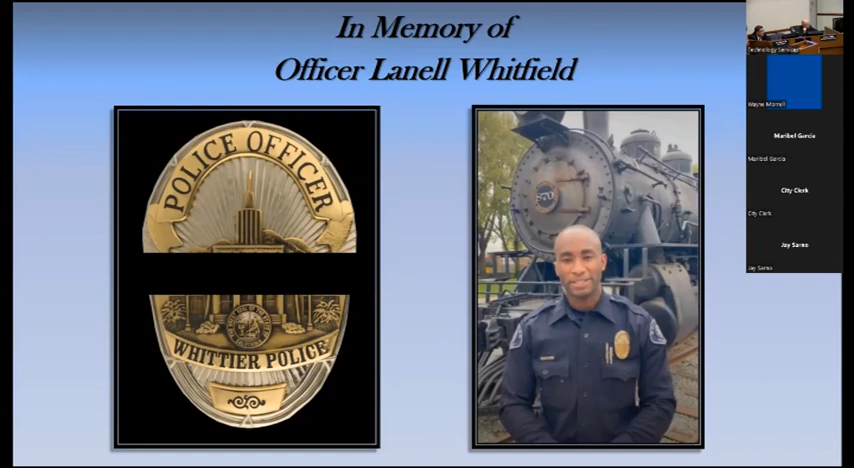 In Memory of
Officer Lanell Whitfield
POLICE OFFICER
WHITTIER POLICE
870
Technology Services
Wayne Morrell
Maribel Garcia
Maribel Garcia
City Clerk
City Clerk
Jay Sarno
Jay Sarno